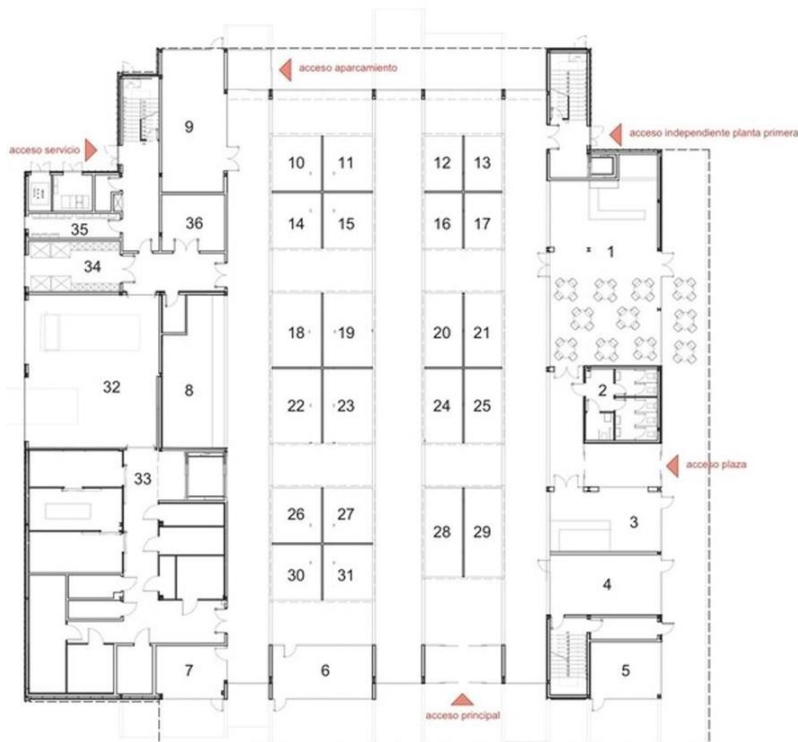 acceso aparcamiento
acceso independiente planta primera
acceso servicio
9
10 11 12 13
36
14 15 16 17
35
34
1
18 19 20 21
32
8
2
22 23 24 25
33
acceso plaza
26 27
28 29
3
30 31
4
7
6
5
acceso principal